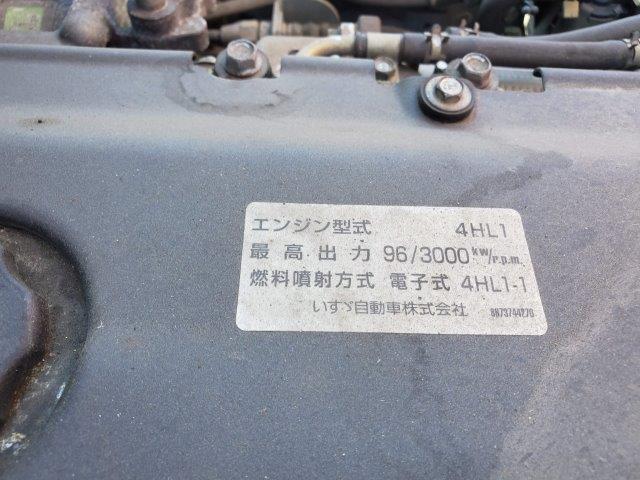 エンジン型式 4HL1
最高出力 96/3000 kw/r.p.m.
燃料噴射方式 電子式 4HL1-1
いすゞ自動車株式会社